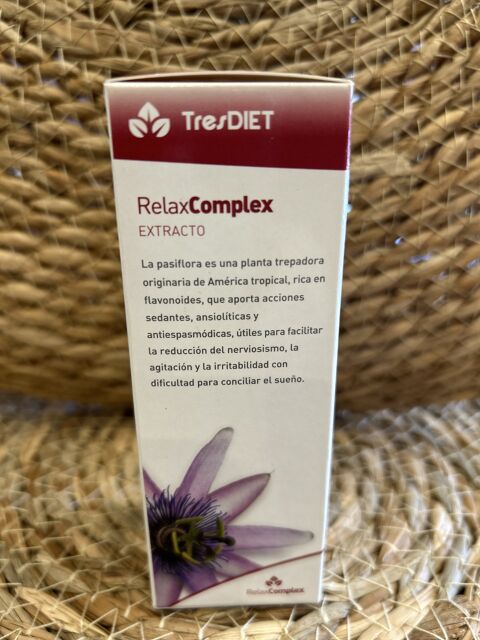 TresDIET
RelaxComplex
EXTRACTO
La pasiflora es una planta trepadora
originaria de América tropical, rica en
flavonoides, que aporta acciones
sedantes, ansiolíticas y
antiespasmódicas, útiles para facilitar
la reducción del nerviosismo, la
agitación y la irritabilidad con
dificultad para conciliar el sueño.
RelaxComplex